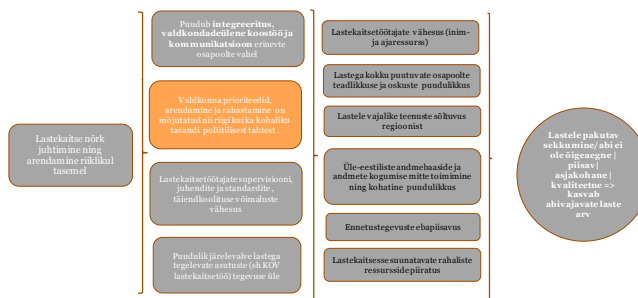 Lastekaitse nõrk
juhtimine ning
arendamine riiklikul
tasemel
Puudub integreeritus,
valdkondadeülene koostöö ja
kommunikatsioon erinevte
osapoolte vahel
Valdkonna prioriteedid,
arendamine ja rahastamine on
mõjutatud nii riigi kui kohaliku
tasandi poliitilisest tahtest .
Lastekaitsetöötajate supervisiooni,
juhendite ja standardite ,
täiendkoolituse võimaluste
vähesus
Puudulik järelevalve lastega
tegelevate asutuste (sh KOV
lastekaitsetöö) tegevuse üle
Lastekaitsetöötajate vähesus (inim-
ja ajaressurss)
Lastega kokku puutuvate osapoolte
teadlikkuse ja oskuste puudulikkus
Lastele vajalike teenuste sõltuvus
regioonist
Üle-eestiliste andmebaaside ja
andmete kogumise mitte toimimine
ning kohatine puudulikkus
Ennetustegevuste ebapiisavus
Lastekaitsesse suunatavate rahaliste
ressursside piiratus
Lastele pakutav
sekkumine/abi ei
ole õigeaegne |
piisav |
asjakohane |
kvaliteetne =>
kasvab
abivajavate laste
arv